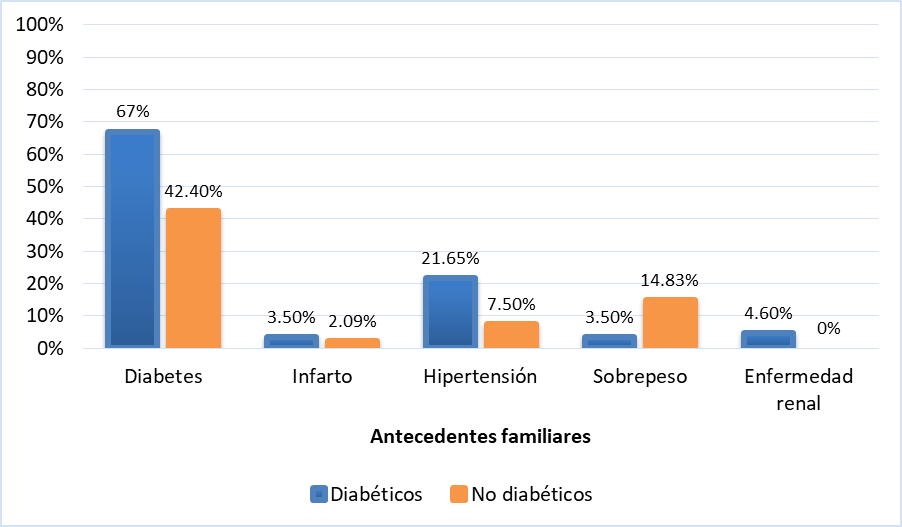 100%
90%
80%
70%
60%
50%
40%
30%
20%
10%
0%
67%
42.40%
3.50%
2.09%
21.65%
7.50%
3.50%
14.83%
4.60%
0%
Diabetes
Infarto
Hipertensión
Sobrepeso
Enfermedad
renal
Antecedentes familiares
Diabéticos
No diabéticos